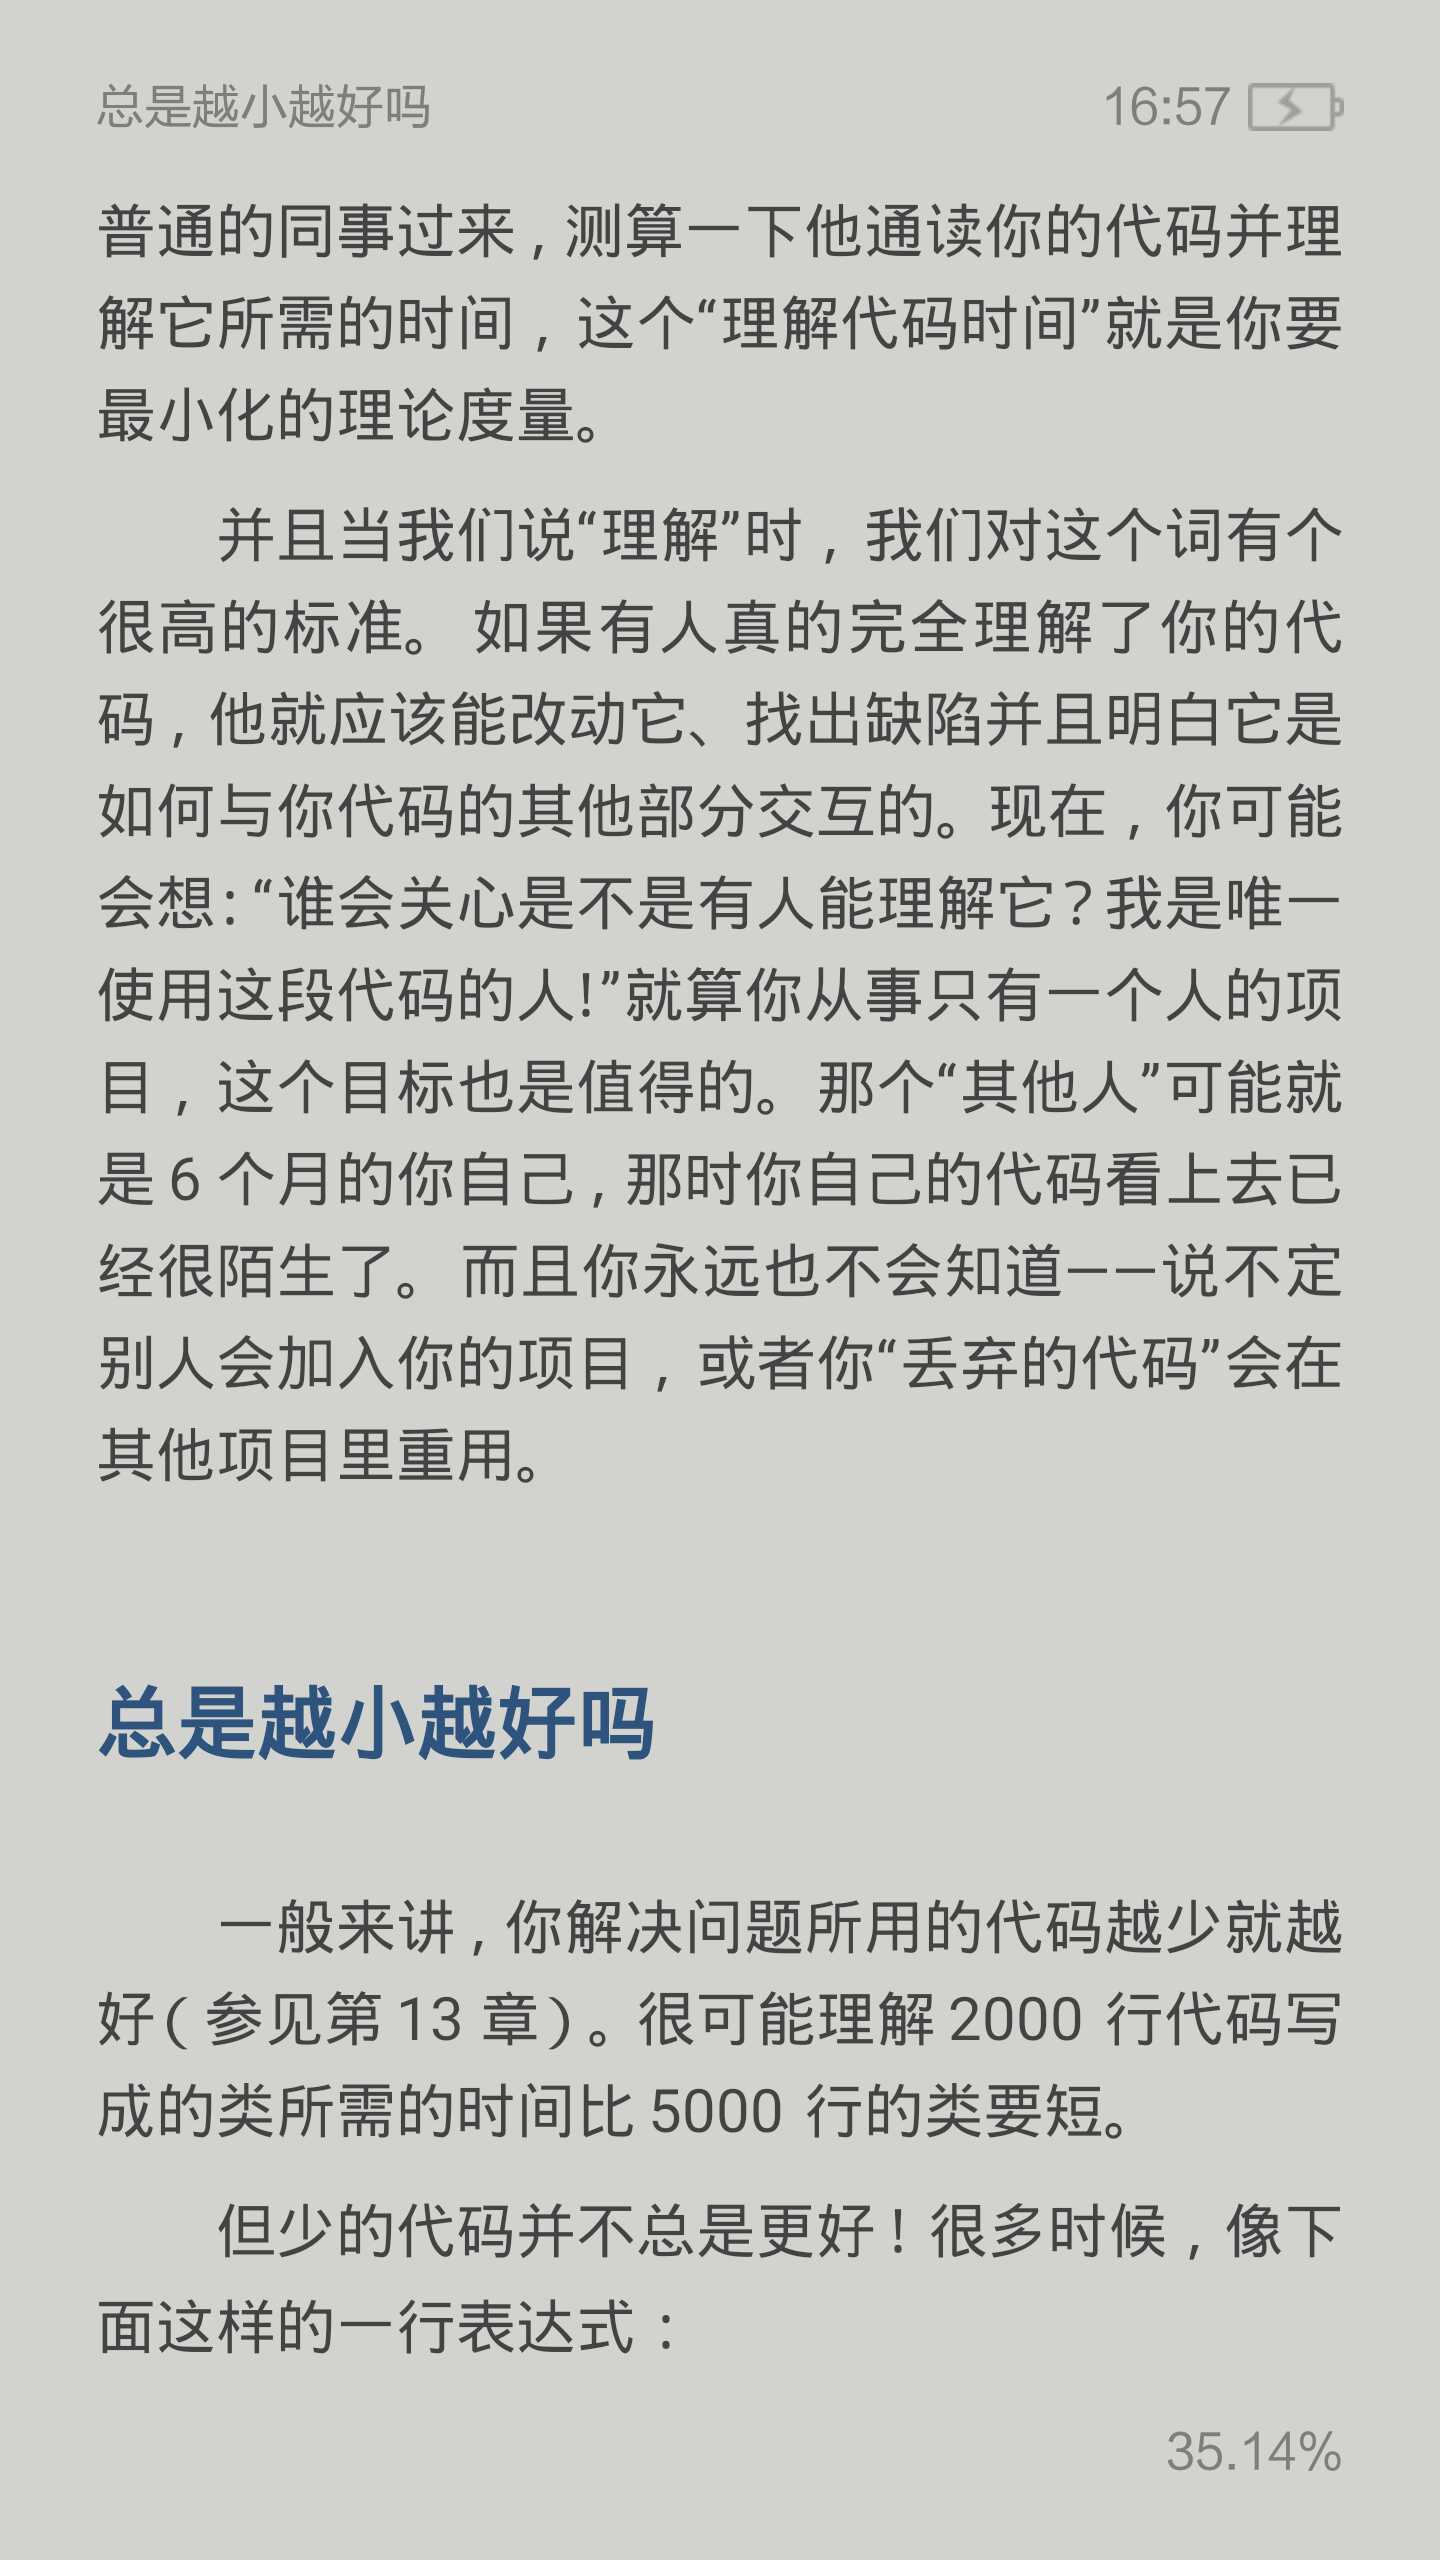 总是越小越好吗
16:57
普通的同事过来,测算一下他通读你的代码并理
解它所需的时间,这个“理解代码时间”就是你要
最小化的理论度量。
并且当我们说“理解”时,我们对这个词有个
很高的标准。 如果有人真的完全理解了你的代
码,他就应该能改动它、找出缺陷并且明白它是
如何与你代码的其他部分交互的。现在,你可能
会想:“谁会关心是不是有人能理解它?我是唯一
使用这段代码的人!”就算你从事只有一个人的项
目,这个目标也是值得的。那个“其他人”可能就
是 6 个月的你自己,那时你自己的代码看上去已
经很陌生了。 而且你永远也不会知道——说不定
别人会加入你的项目,或者你“丢弃的代码”会在
其他项目里重用。
总是越小越好吗
一般来讲,你解决问题所用的代码越少就越
好(参见第 13 章)。很可能理解 2000 行代码写
成的类所需的时间比 5000 行的类要短。
但少的代码并不总是更好!很多时候,像下
面这样的一行表达式:
35.14%